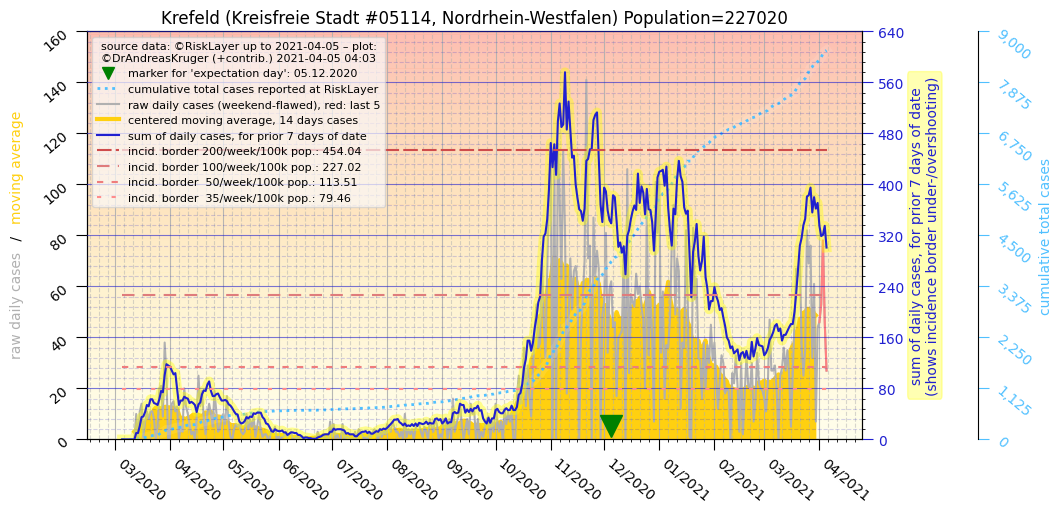 Krefeld (Kreisfreie Stadt #05114, Nordrhein-Westfalen) Population=227020
source data: ©RiskLayer up to 2021-04-05 – plot:
©DrAndreasKruger (+contrib.) 2021-04-05 04:03
marker for 'expectation day': 05.12.2020
cumulative total cases reported at RiskLayer
raw daily cases (weekend-flawed), red: last 5
centered moving average, 14 days cases
sum of daily cases, for prior 7 days of date
incid. border 200/week/100k pop.: 454.04
incid. border 100/week/100k pop.: 227.02
incid. border  50/week/100k pop.: 113.51
incid. border  35/week/100k pop.: 79.46
raw daily cases / moving average
160
140
120
100
80
60
40
20
0
03/2020
04/2020
05/2020
06/2020
07/2020
08/2020
09/2020
10/2020
11/2020
12/2020
01/2021
02/2021
03/2021
04/2021
640
560
480
400
320
240
160
80
0
sum of daily cases, for prior 7 days of date
(shows incidence border under-/overshooting)
9,000
7,875
6,750
5,625
4,500
3,375
2,250
1,125
0
cumulative total cases